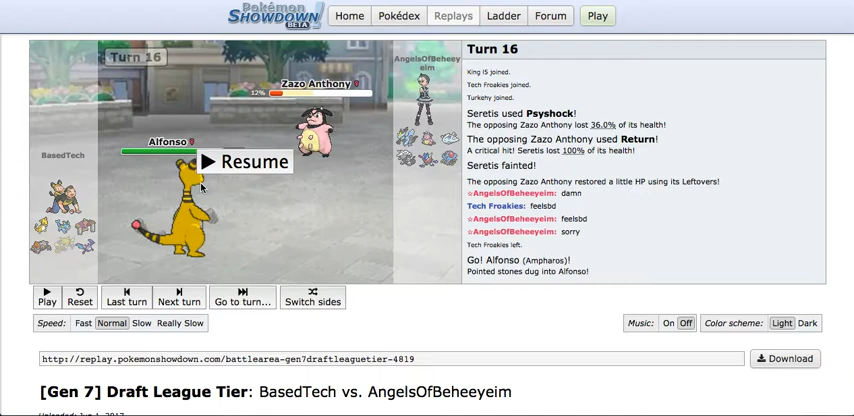 Pokémon
SHOWDOWN!
BETA
Home
Pokédex
Replays
Ladder
Forum
Play
Turn 16
Zazo Anthony
12%
Alfonso
Resume
BasedTech
AngelsOfBeheey
eim
Turn 16
King IS joined.
Tech Froakies joined.
Turkehy joined.
Seretis used Psyshock!
The opposing Zazo Anthony lost 36.0% of its health!
The opposing Zazo Anthony used Return!
A critical hit! Seretis lost 100% of its health!
Seretis fainted!
The opposing Zazo Anthony restored a little HP using its Leftovers!
☆AngelsOfBeheeyeim: damn
Tech Froakies: feelsbd
☆AngelsOfBeheeyeim: feelsbd
☆AngelsOfBeheeyeim: sorry
Tech Froakies left.
Go! Alfonso (Ampharos)!
Pointed stones dug into Alfonso!
Play
Reset
Last turn
Next turn
Go to turn...
Switch sides
Speed: Fast Normal Slow Really Slow
Music: On Off
Color scheme: Light Dark
http://replay.pokemonshowdown.com/battlearea-gen7draftleaguetier-4819
Download
[Gen 7] Draft League Tier: BasedTech vs. AngelsOfBeheeyeim